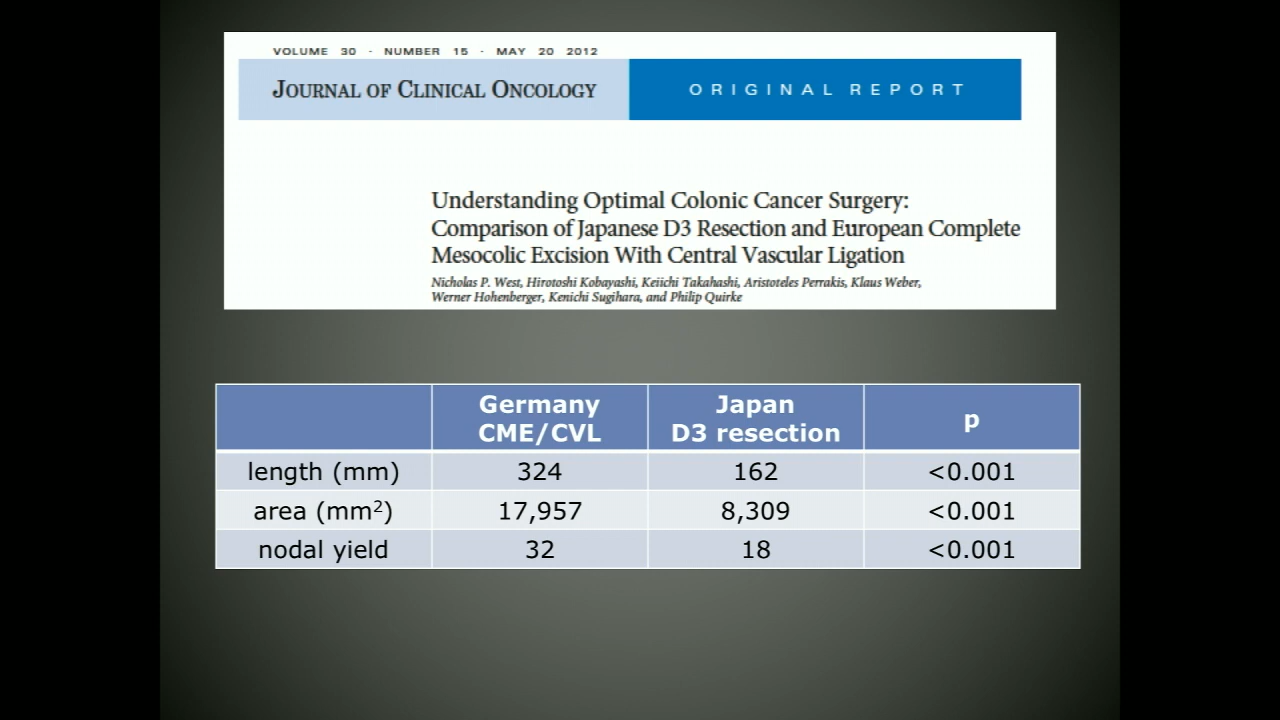 VOLUME 30 · NUMBER 15 · MAY 20 2012
JOURNAL OF CLINICAL ONCOLOGY ORIGINAL REPORT
Understanding Optimal Colonic Cancer Surgery:
Comparison of Japanese D3 Resection and European Complete
Mesocolic Excision With Central Vascular Ligation
Nicholas P. West, Hirotoshi Kobayashi, Keiichi Takahashi, Aristoteles Perrakis, Klaus Weber,
Werner Hohenberger, Kenichi Sugihara, and Philip Quirke
Germany CME/CVL Japan D3 resection p
length (mm) 324 162 <0.001
area (mm²) 17,957 8,309 <0.001
nodal yield 32 18 <0.001